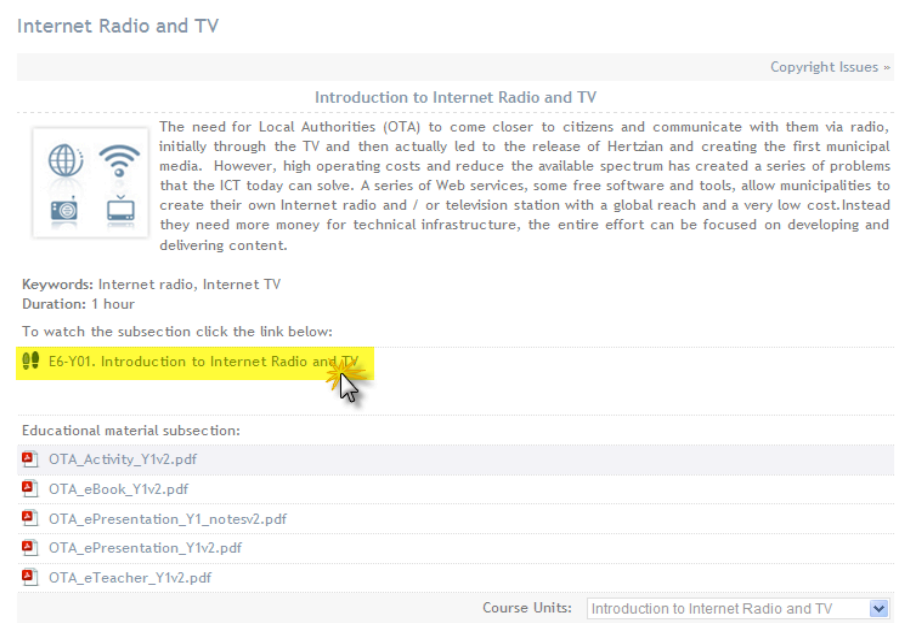 Internet Radio and TV
Copyright Issues »
Introduction to Internet Radio and TV
The need for Local Authorities (OTA) to come closer to citizens and communicate with them via radio,
initially through the TV and then actually led to the release of Hertzian and creating the first municipal
media. However, high operating costs and reduce the available spectrum has created a series of problems
that the ICT today can solve. A series of Web services, some free software and tools, allow municipalities to
create their own Internet radio and / or television station with a global reach and a very low cost.Instead
they need more money for technical infrastructure, the entire effort can be focused on developing and
delivering content.
Keywords: Internet radio, Internet TV
Duration: 1 hour
To watch the subsection click the link below:
E6-Y01. Introduction to Internet Radio and TV
Educational material subsection:
OTA_Activity_Y1v2.pdf
OTA_eBook_Y1v2.pdf
OTA_ePresentation_Y1_notesv2.pdf
OTA_ePresentation_Y1v2.pdf
OTA_eTeacher_Y1v2.pdf
Course Units: Introduction to Internet Radio and TV